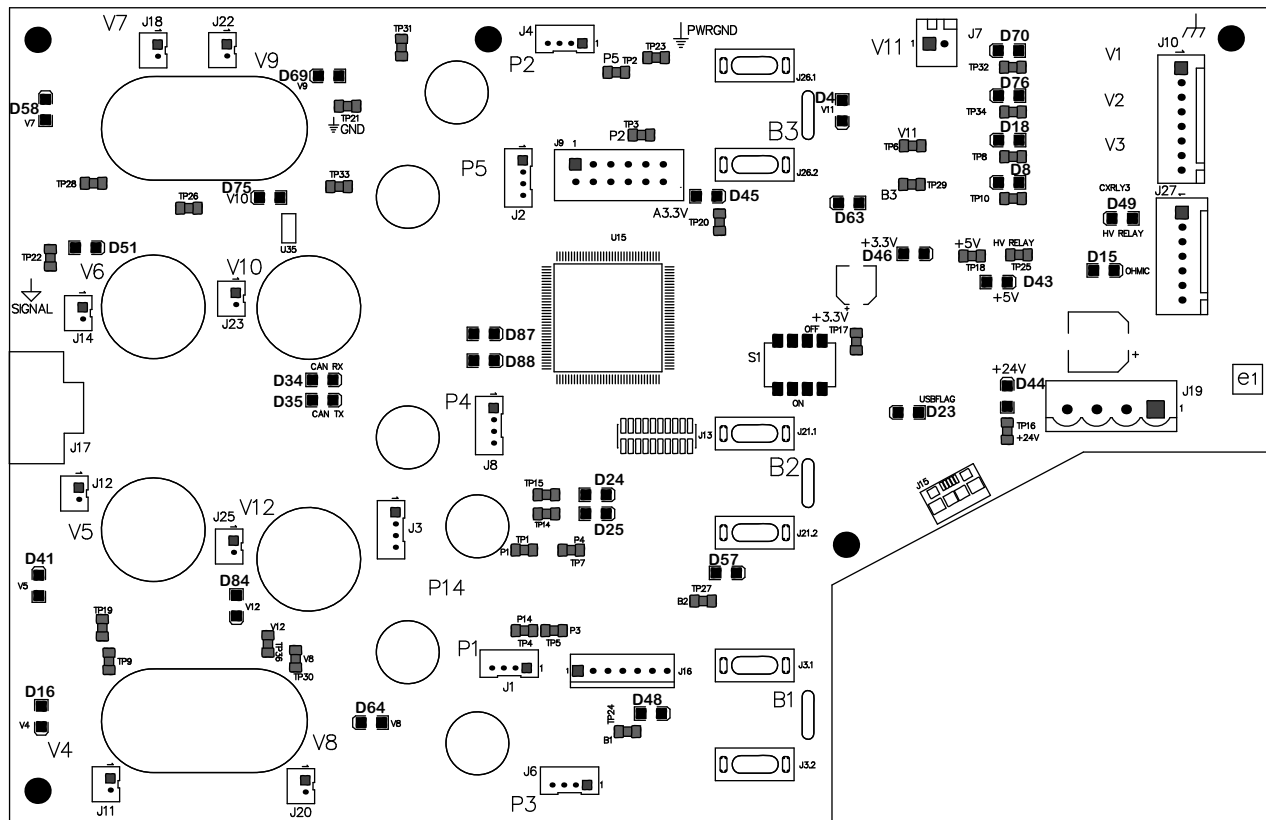 V7
J18
J22
V9
D69
V9
D58
V7
TP31
TP21
GND
TP28
TP26
V10
D75
TP33
U35
TP22
D51
SIGNAL
V6
J14
V10
J23
J4
1
P2
P5
TP2
TP23
PWRGND
TP3
P2
J9
1
P5
J2
A3.3V
D45
TP20
U15
J26.1
B3
J26.2
D4
V11
V11
1
J7
D70
TP32
D76
TP34
D18
TP8
D8
TP10
V11
TP6
B3
TP29
D63
V1
V2
V3
J10
1
J27
CXRLY3
D49
HV RELAY
D15
OHMIC
+3.3V
D46
+
+5V
TP18
HV RELAY
TP25
D43
+5V
+3.3V
TP17
S1
OFF
ON
+
+24V
D44
TP16
+24V
USBFLAG
D23
J19
1
e1
D87
D88
D34
CAN RX
D35
CAN TX
J17
J12
V5
V12
J25
P4
J8
J3
J13
J21.1
B2
J21.2
J15
TP15
D24
TP14
D25
P1
TP1
P4
TP7
D57
TP27
B2
D41
V5
D84
V12
P14
TP19
TP9
V12
TP36
V8
TP30
P14
TP4
TP5
P3
P1
1
J1
J16
J3.1
B1
J3.2
D16
V4
V4
D64
V8
V8
D48
TP24
B1
J11
J20
J6
1
P3